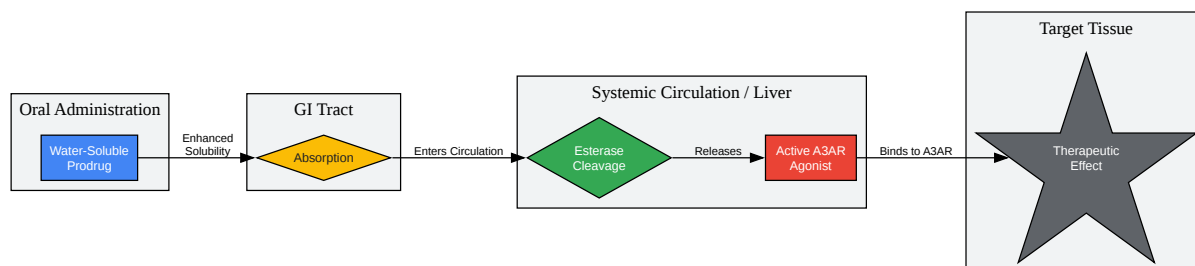 Oral Administration
Water-Soluble
Prodrug
Enhanced
Solubility
GI Tract
Absorption
Enters Circulation
Systemic Circulation / Liver
Esterase
Cleavage
Releases
Active A3AR
Agonist
Binds to A3AR
Target Tissue
Therapeutic
Effect